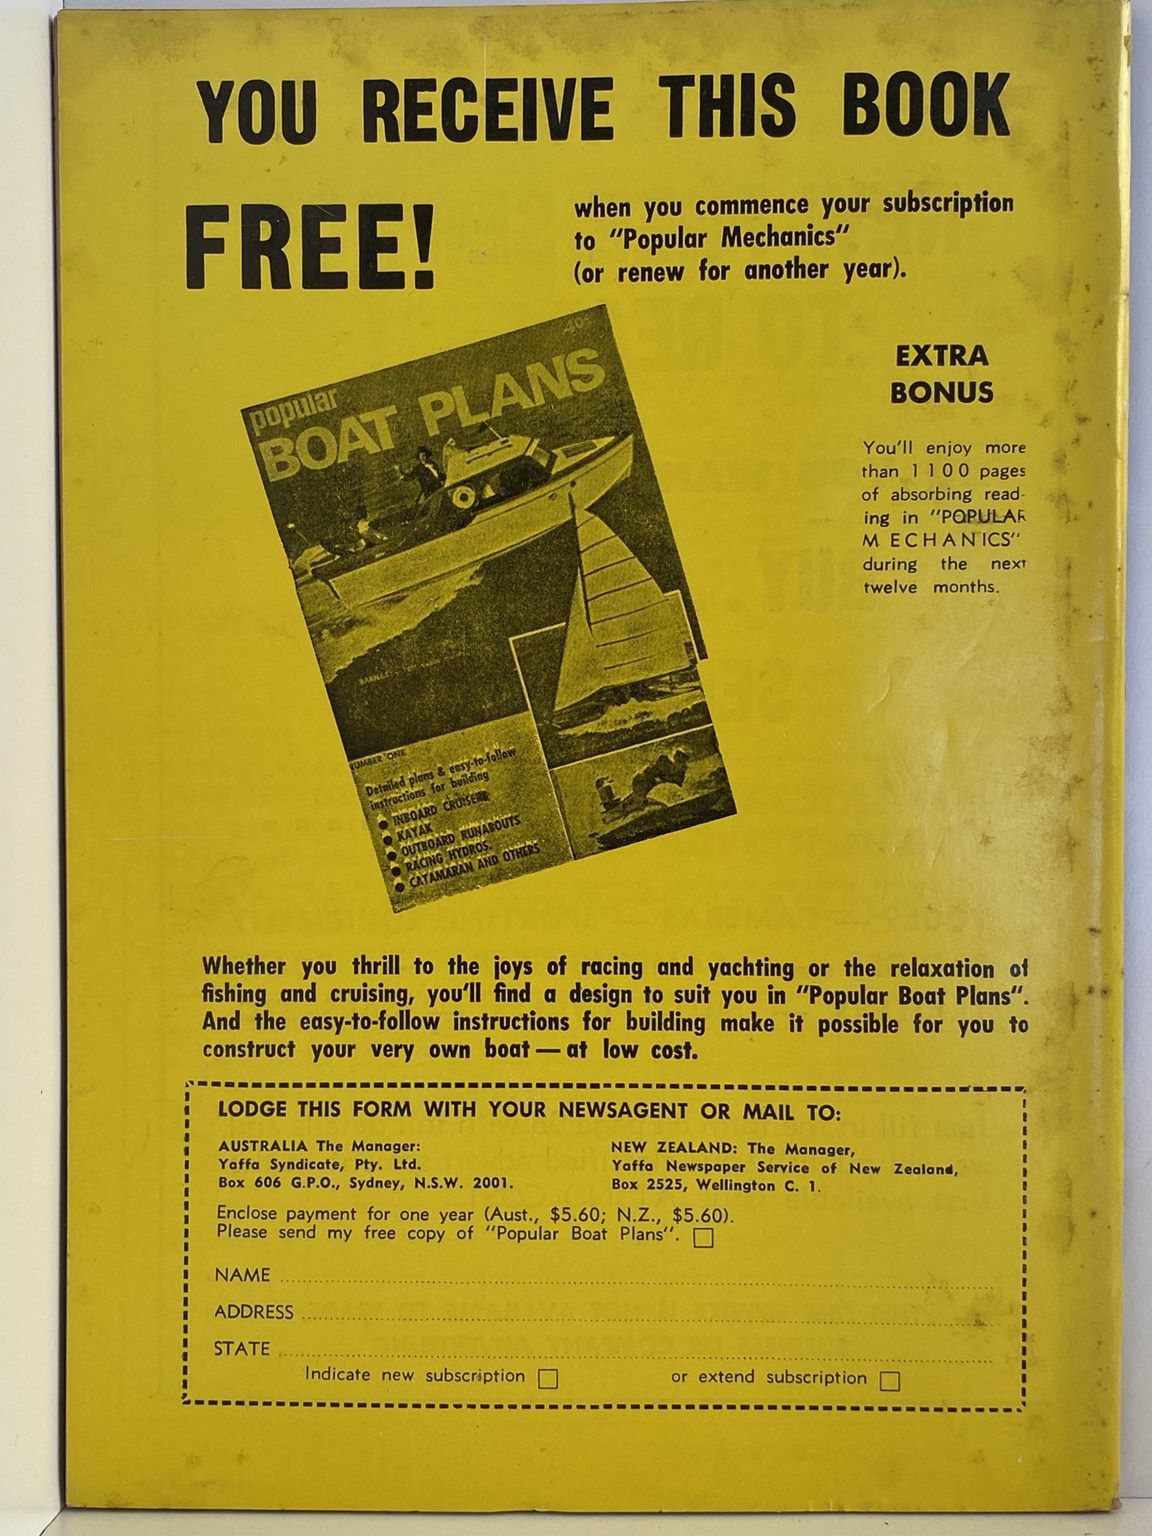 YOU RECEIVE THIS BOOK
FREE!
when you commence your subscription
to "Popular Mechanics"
(or renew for another year).
40c
popular
BOAT PLANS
NUMBER ONE
Detailed plans & easy-to-follow
instructions for building
● INBOARD CRUISER
● KAYAK
● OUTBOARD RUNABOUTS
● RACING HYDROS.
● CATAMARAN AND OTHERS
EXTRA
BONUS
You'll enjoy more
than 1100 pages
of absorbing read-
ing in "POPULAR
MECHANICS"
during the next
twelve months.
Whether you thrill to the joys of racing and yachting or the relaxation of
fishing and cruising, you'll find a design to suit you in "Popular Boat Plans".
And the easy-to-follow instructions for building make it possible for you to
construct your very own boat — at low cost.
LODGE THIS FORM WITH YOUR NEWSAGENT OR MAIL TO:
AUSTRALIA The Manager:
Yaffa Syndicate, Pty. Ltd.
Box 606 G.P.O., Sydney, N.S.W. 2001.
NEW ZEALAND: The Manager,
Yaffa Newspaper Service of New Zealand,
Box 2525, Wellington C. 1.
Enclose payment for one year (Aust., $5.60; N.Z., $5.60).
Please send my free copy of "Popular Boat Plans". □
NAME
ADDRESS
STATE
Indicate new subscription □ or extend subscription □